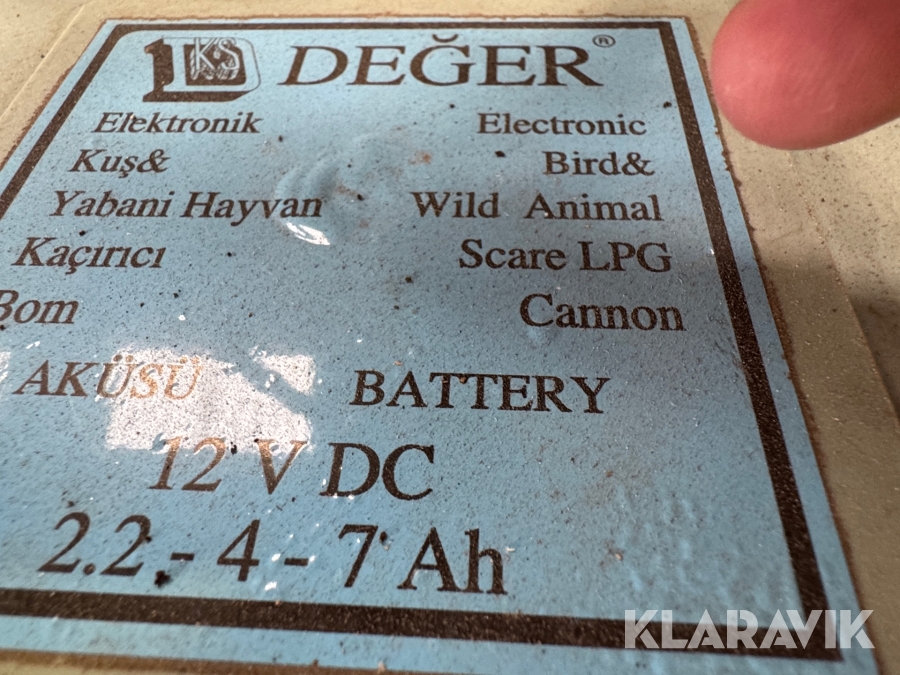 DKS DEĞER®
Elektronik Electronic
Kuş& Bird&
Yabani Hayvan Wild Animal
Kaçırıcı Scare LPG
Bom Cannon
AKÜSÜ BATTERY
12 V DC
2.2 - 4 - 7 Ah
KLARAVIK